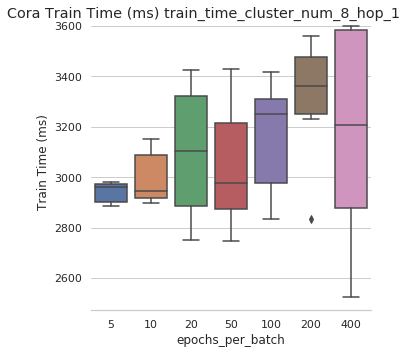 Cora Train Time (ms) train_time_cluster_num_8_hop_1
3600
3400
3200
3000
2800
2600
Train Time (ms)
5 10 20 50 100 200 400
epochs_per_batch